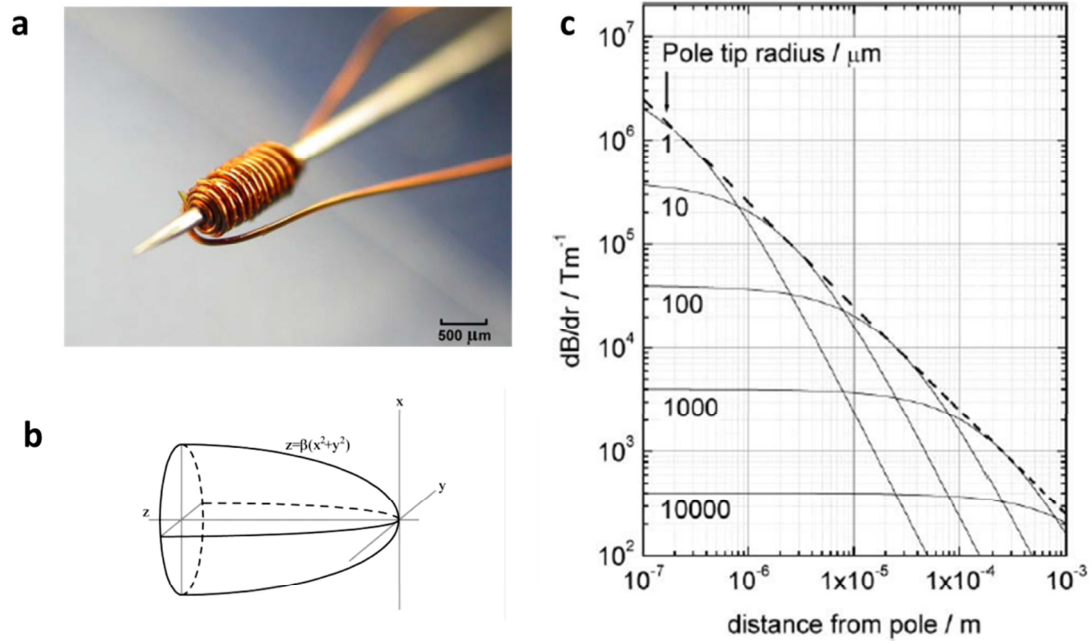 a
500 μm
b
x
z=β(x²+y²)
y
z
c
Pole tip radius / μm
10⁷
10⁶
10⁵
10⁴
10³
10²
1
10
100
1000
10000
dB/dr / Tm⁻¹
10⁻⁷ 10⁻⁶ 1x10⁻⁵ 1x10⁻⁴ 10⁻³
distance from pole / m